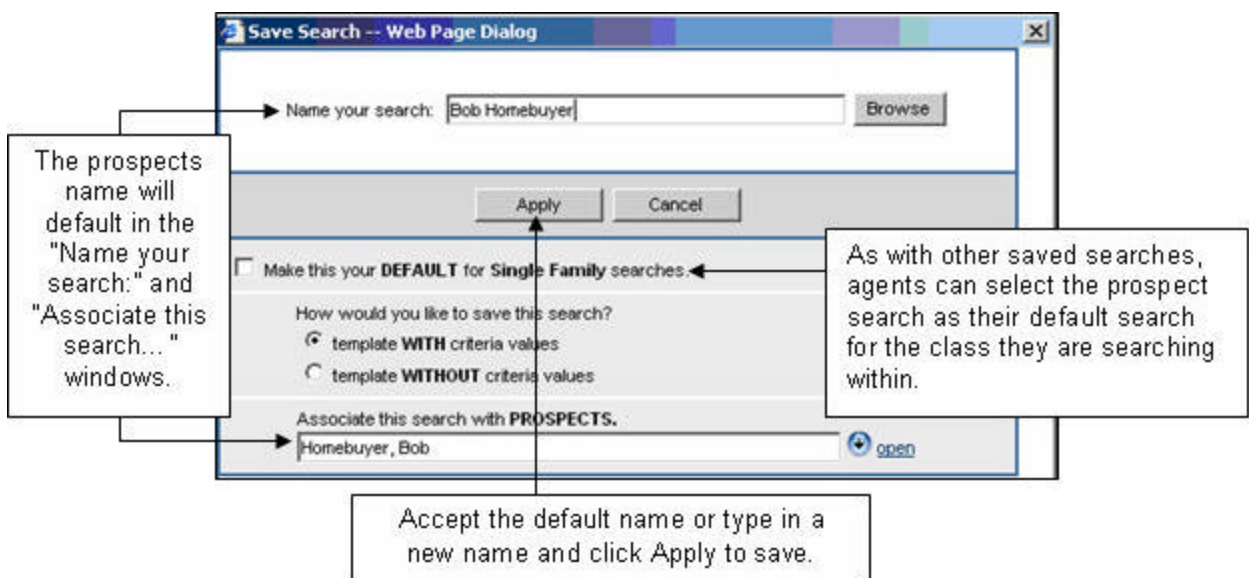 Save Search -- Web Page Dialog
Name your search: Bob Homebuyer Browse
The prospects
name will
default in the
"Name your
search:" and
"Associate this
search... "
windows.
Apply Cancel
Make this your DEFAULT for Single Family searches.
As with other saved searches,
agents can select the prospect
search as their default search
for the class they are searching
within.
How would you like to save this search?
template WITH criteria values
template WITHOUT criteria values
Associate this search with PROSPECTS.
Homebuyer, Bob open
Accept the default name or type in a
new name and click Apply to save.